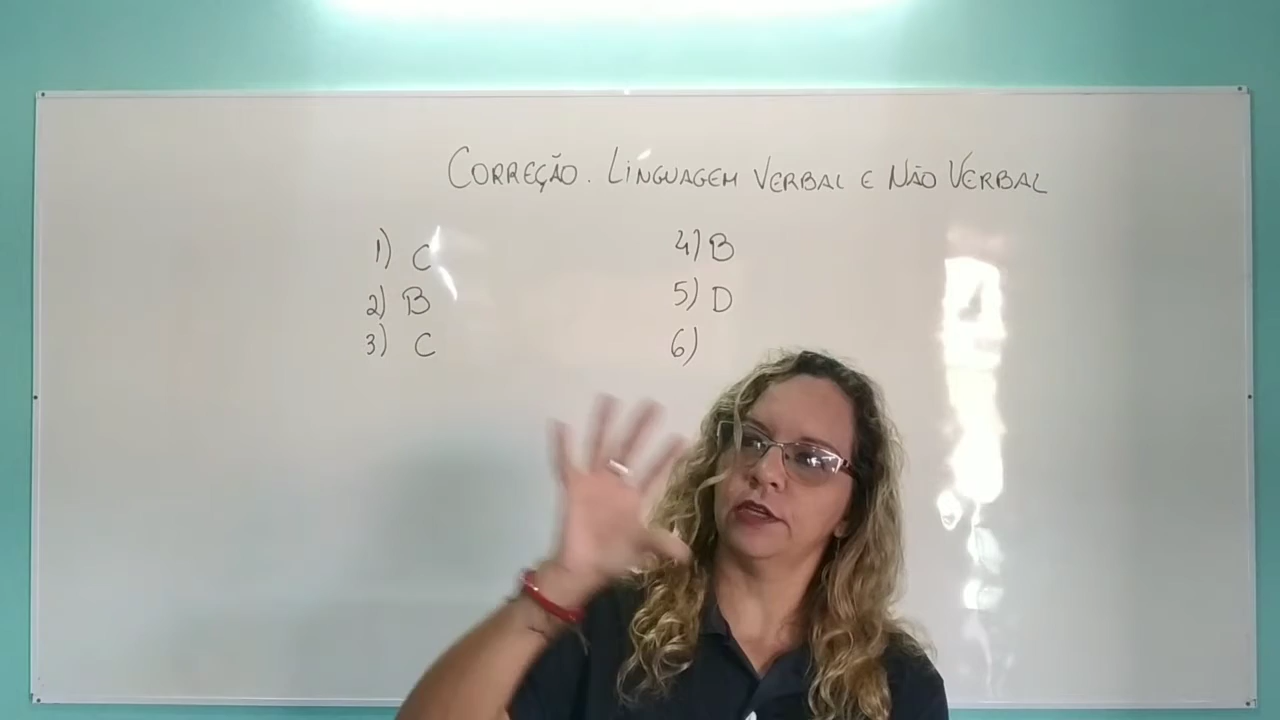 CORREÇÃO. LINGUAGEM VERBAL E NÃO VERBAL
1) C
2) B
3) C
4) B
5) D
6)